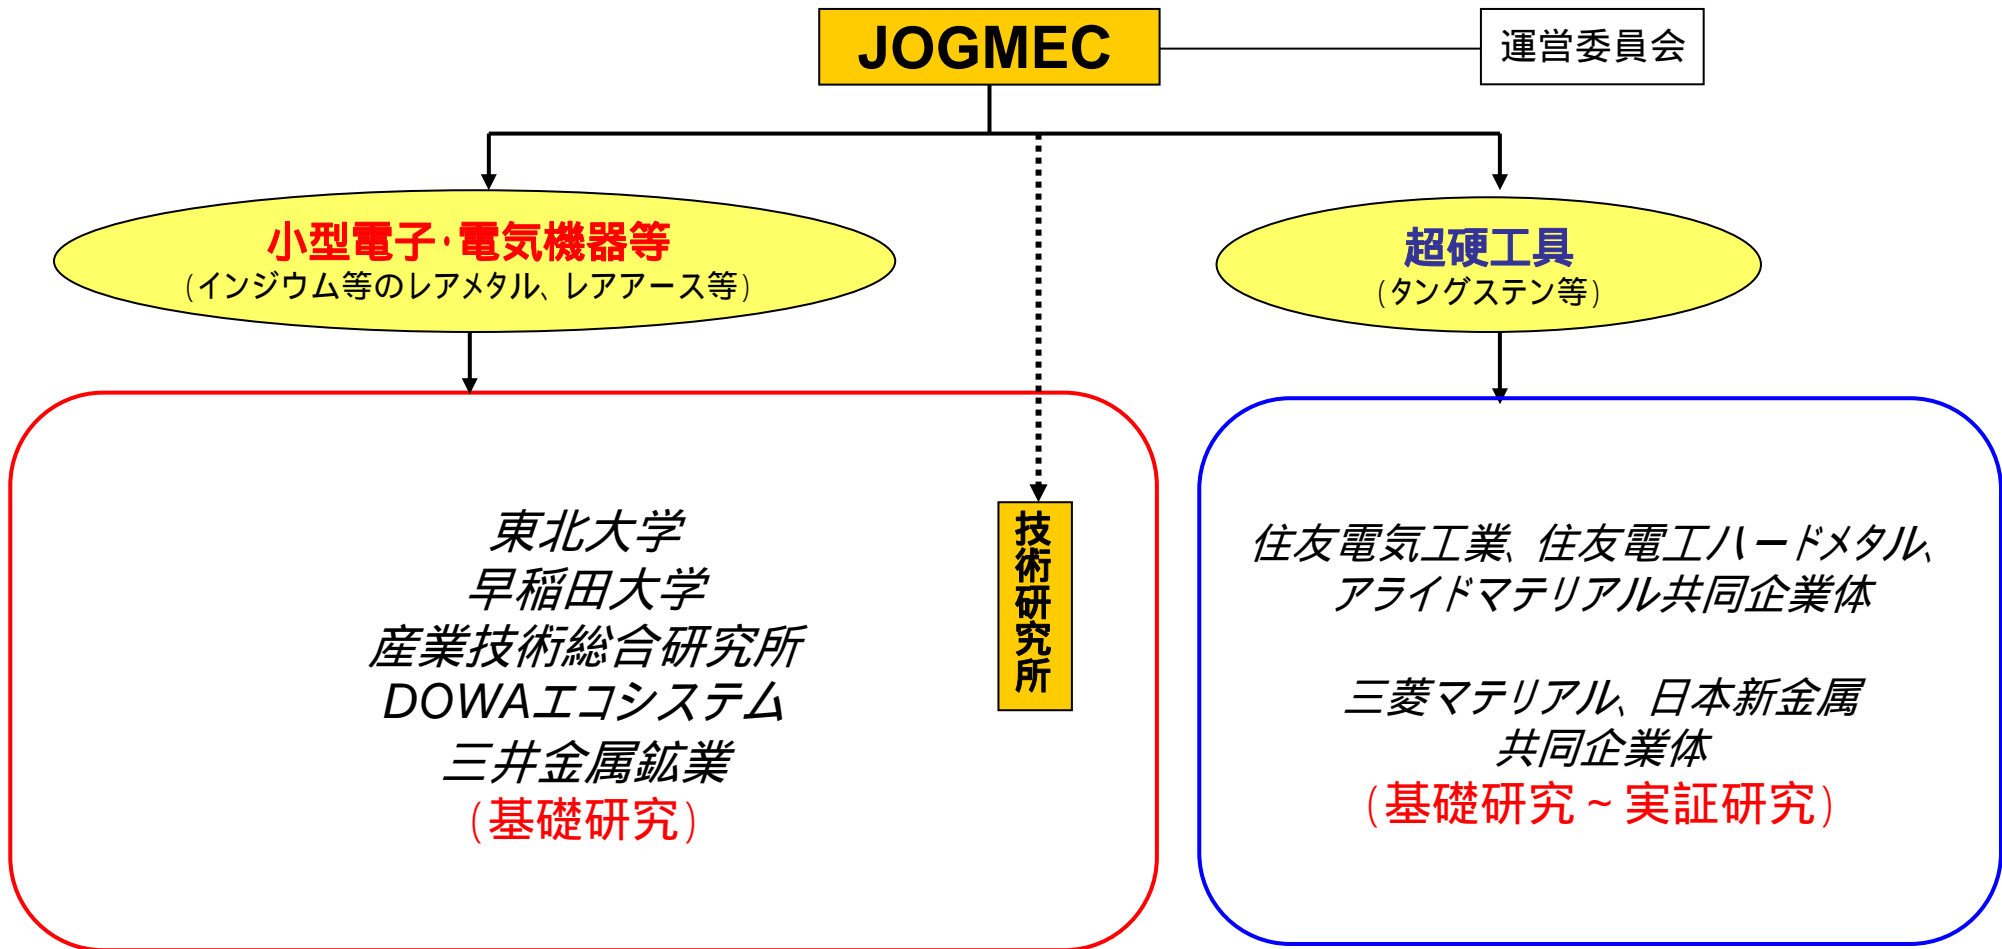 JOGMEC
運営委員会
小型電子・電気機器等
（インジウム等のレアメタル、レアアース等）
超硬工具
（タングステン等）
東北大学
早稲田大学
産業技術総合研究所
DOWAエコシステム
三井金属鉱業
（基礎研究）
技術研究所
住友電気工業、住友電工ハードメタル、
アライドマテリアル共同企業体
三菱マテリアル、日本新金属
共同企業体
（基礎研究～実証研究）